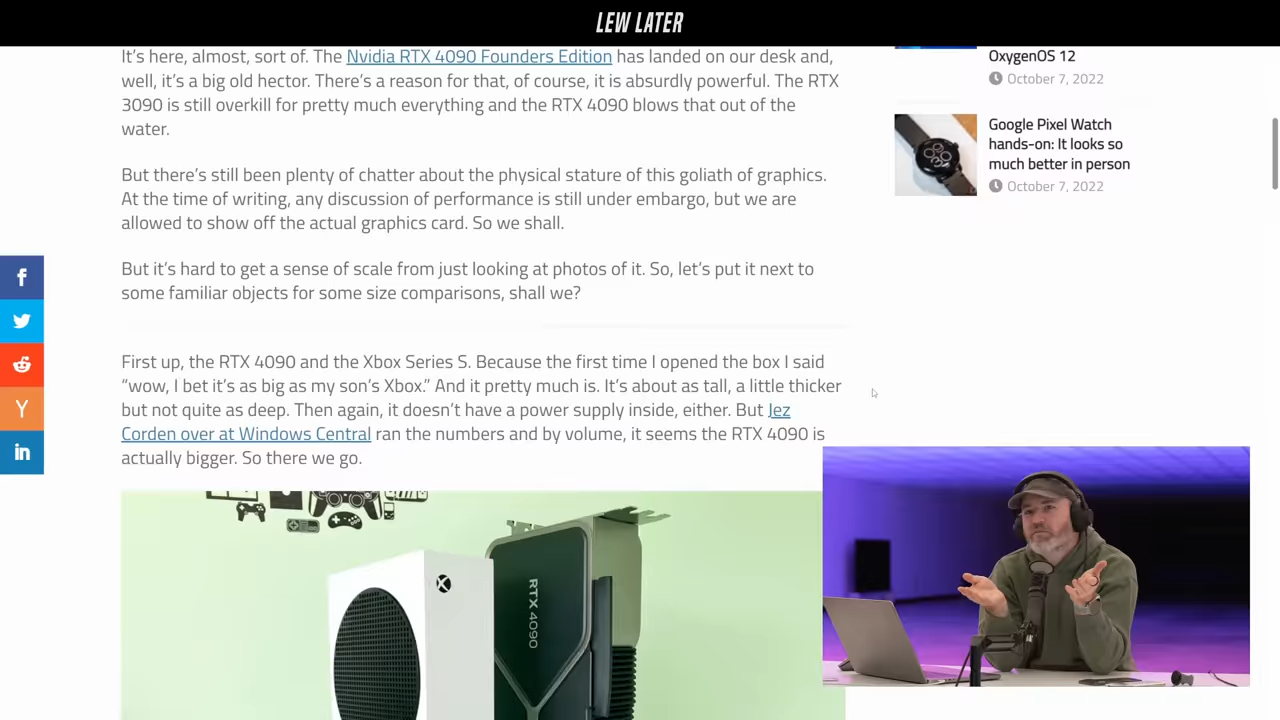 LEW LATER
It’s here, almost, sort of. The Nvidia RTX 4090 Founders Edition has landed on our desk and,
well, it’s a big old hector. There’s a reason for that, of course, it is absurdly powerful. The RTX
3090 is still overkill for pretty much everything and the RTX 4090 blows that out of the
water.
But there’s still been plenty of chatter about the physical stature of this goliath of graphics.
At the time of writing, any discussion of performance is still under embargo, but we are
allowed to show off the actual graphics card. So we shall.
But it’s hard to get a sense of scale from just looking at photos of it. So, let’s put it next to
some familiar objects for some size comparisons, shall we?
First up, the RTX 4090 and the Xbox Series S. Because the first time I opened the box I said
“wow, I bet it’s as big as my son’s Xbox.” And it pretty much is. It’s about as tall, a little thicker
but not quite as deep. Then again, it doesn’t have a power supply inside, either. But Jez
Corden over at Windows Central ran the numbers and by volume, it seems the RTX 4090 is
actually bigger. So there we go.
RTX 4090
OxygenOS 12
October 7, 2022
Google Pixel Watch
hands-on: It looks so
much better in person
October 7, 2022